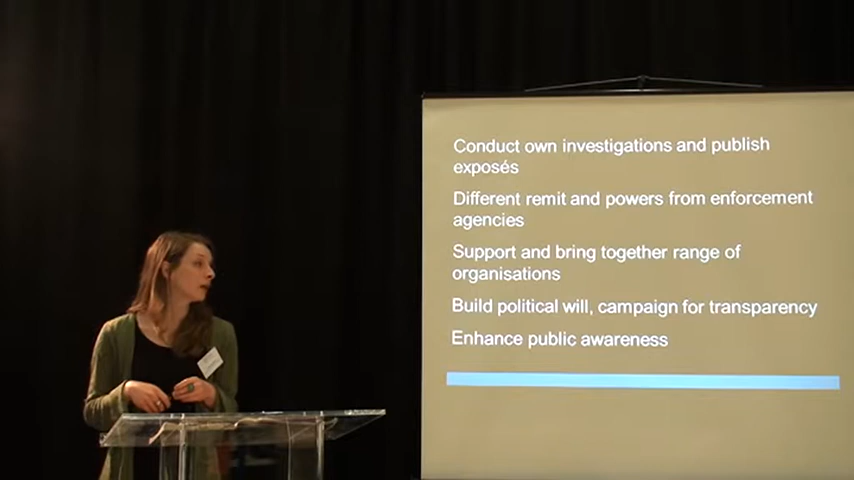 Conduct own investigations and publish
exposés
Different remit and powers from enforcement
agencies
Support and bring together range of
organisations
Build political will, campaign for transparency
Enhance public awareness